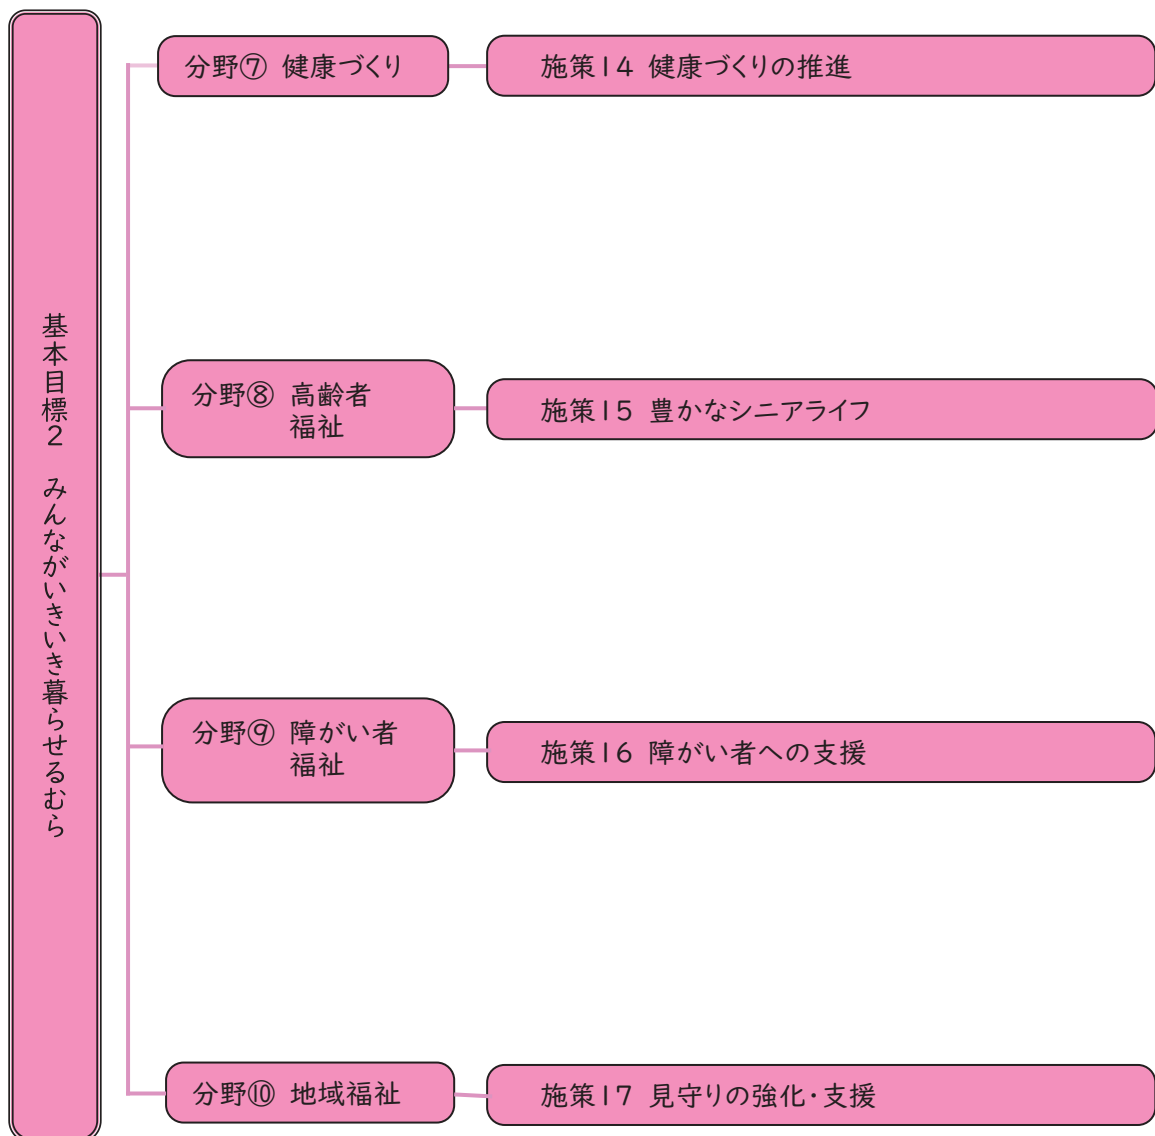 基本目標2 みんながいきいき暮らせるむら
分野⑦ 健康づくり
施策14 健康づくりの推進
分野⑧ 高齢者
福祉
施策15 豊かなシニアライフ
分野⑨ 障がい者
福祉
施策16 障がい者への支援
分野⑩ 地域福祉
施策17 見守りの強化・支援